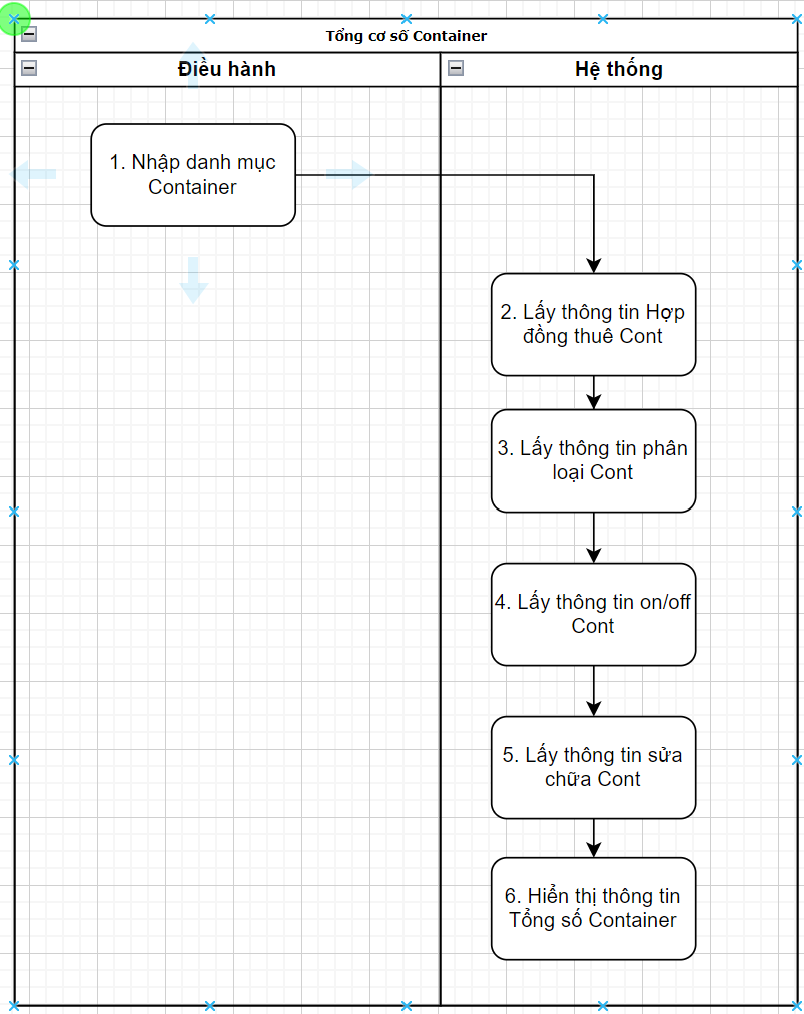 Tổng cơ số Container
Điều hành
Hệ thống
1. Nhập danh mục
Container
2. Lấy thông tin Hợp
đồng thuê Cont
3. Lấy thông tin phân
loại Cont
4. Lấy thông tin on/off
Cont
5. Lấy thông tin sửa
chữa Cont
6. Hiển thị thông tin
Tổng số Container